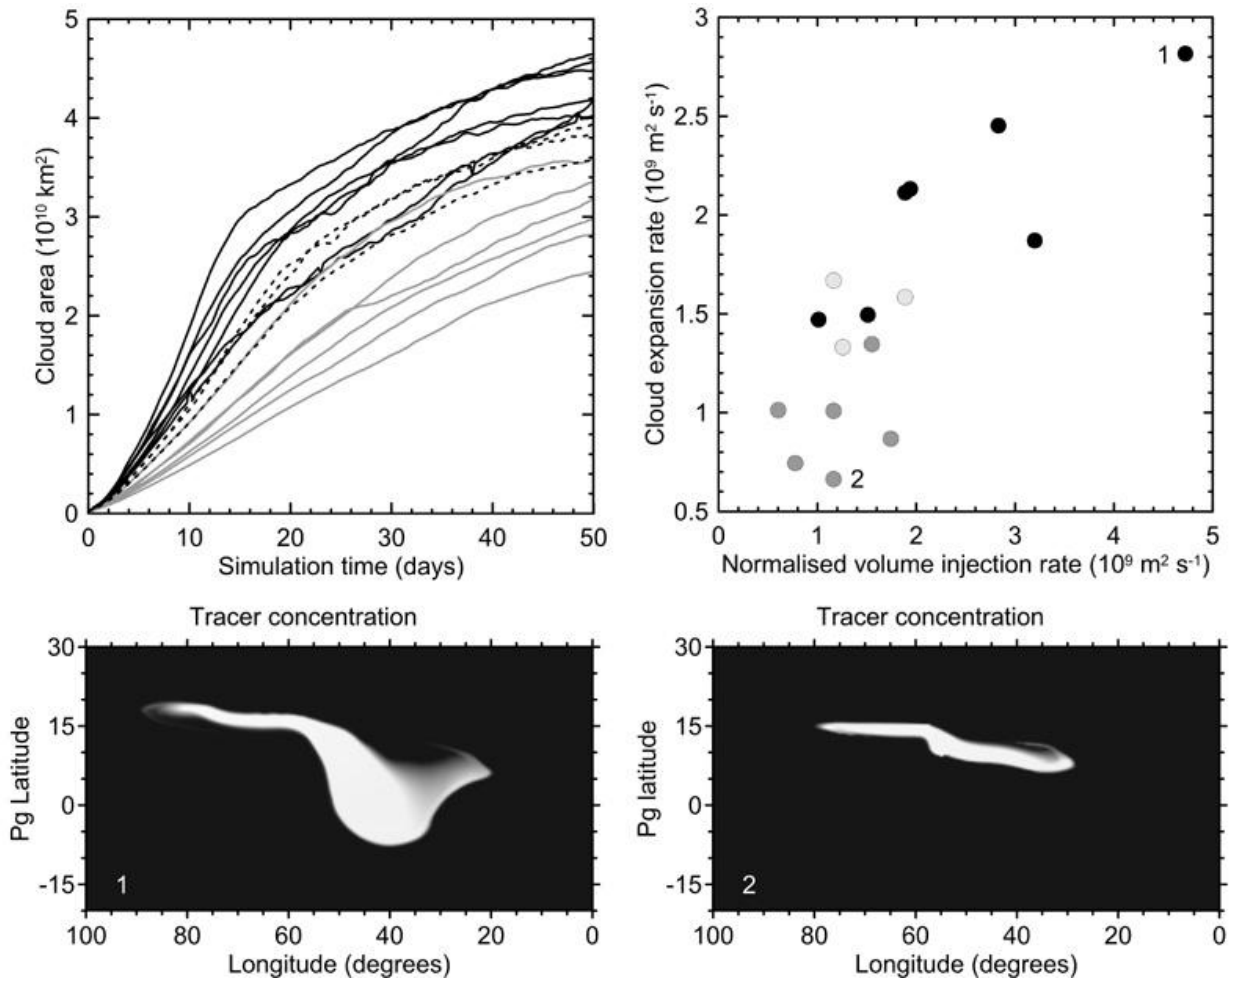 5
4
3
2
1
0
Cloud area (10¹⁰ km²)
0 10 20 30 40 50
Simulation time (days)
3
2.5
2
1.5
1
0.5
Cloud expansion rate (10⁹ m² s⁻¹)
1
2
0 1 2 3 4 5
Normalised volume injection rate (10⁹ m² s⁻¹)
Tracer concentration
30
15
0
-15
Pg Latitude
1
100 80 60 40 20 0
Longitude (degrees)
Tracer concentration
30
15
0
-15
Pg latitude
2
100 80 60 40 20 0
Longitude (degrees)